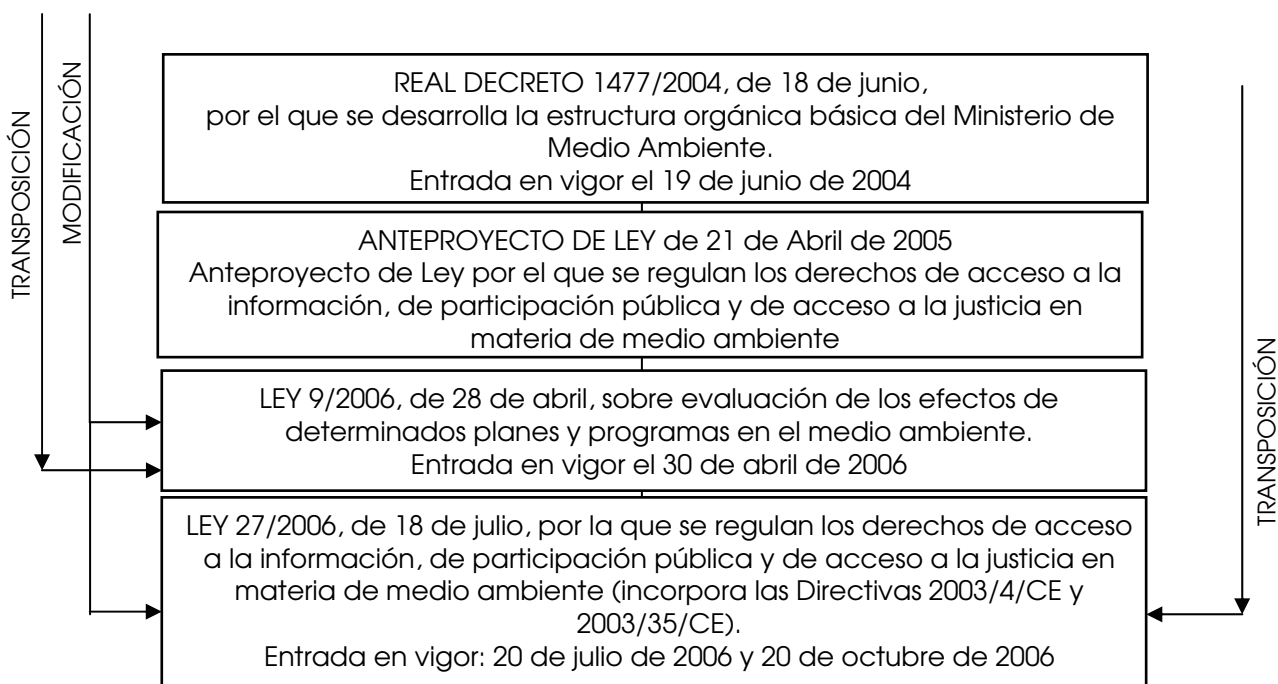 TRANSPOSICIÓN
MODIFICACIÓN
REAL DECRETO 1477/2004, de 18 de junio,
por el que se desarrolla la estructura orgánica básica del Ministerio de
Medio Ambiente.
Entrada en vigor el 19 de junio de 2004
ANTEPROYECTO DE LEY de 21 de Abril de 2005
Anteproyecto de Ley por el que se regulan los derechos de acceso a la
información, de participación pública y de acceso a la justicia en
materia de medio ambiente
LEY 9/2006, de 28 de abril, sobre evaluación de los efectos de
determinados planes y programas en el medio ambiente.
Entrada en vigor el 30 de abril de 2006
LEY 27/2006, de 18 de julio, por la que se regulan los derechos de acceso
a la información, de participación pública y de acceso a la justicia en
materia de medio ambiente (incorpora las Directivas 2003/4/CE y
2003/35/CE).
Entrada en vigor: 20 de julio de 2006 y 20 de octubre de 2006
TRANSPOSICIÓN